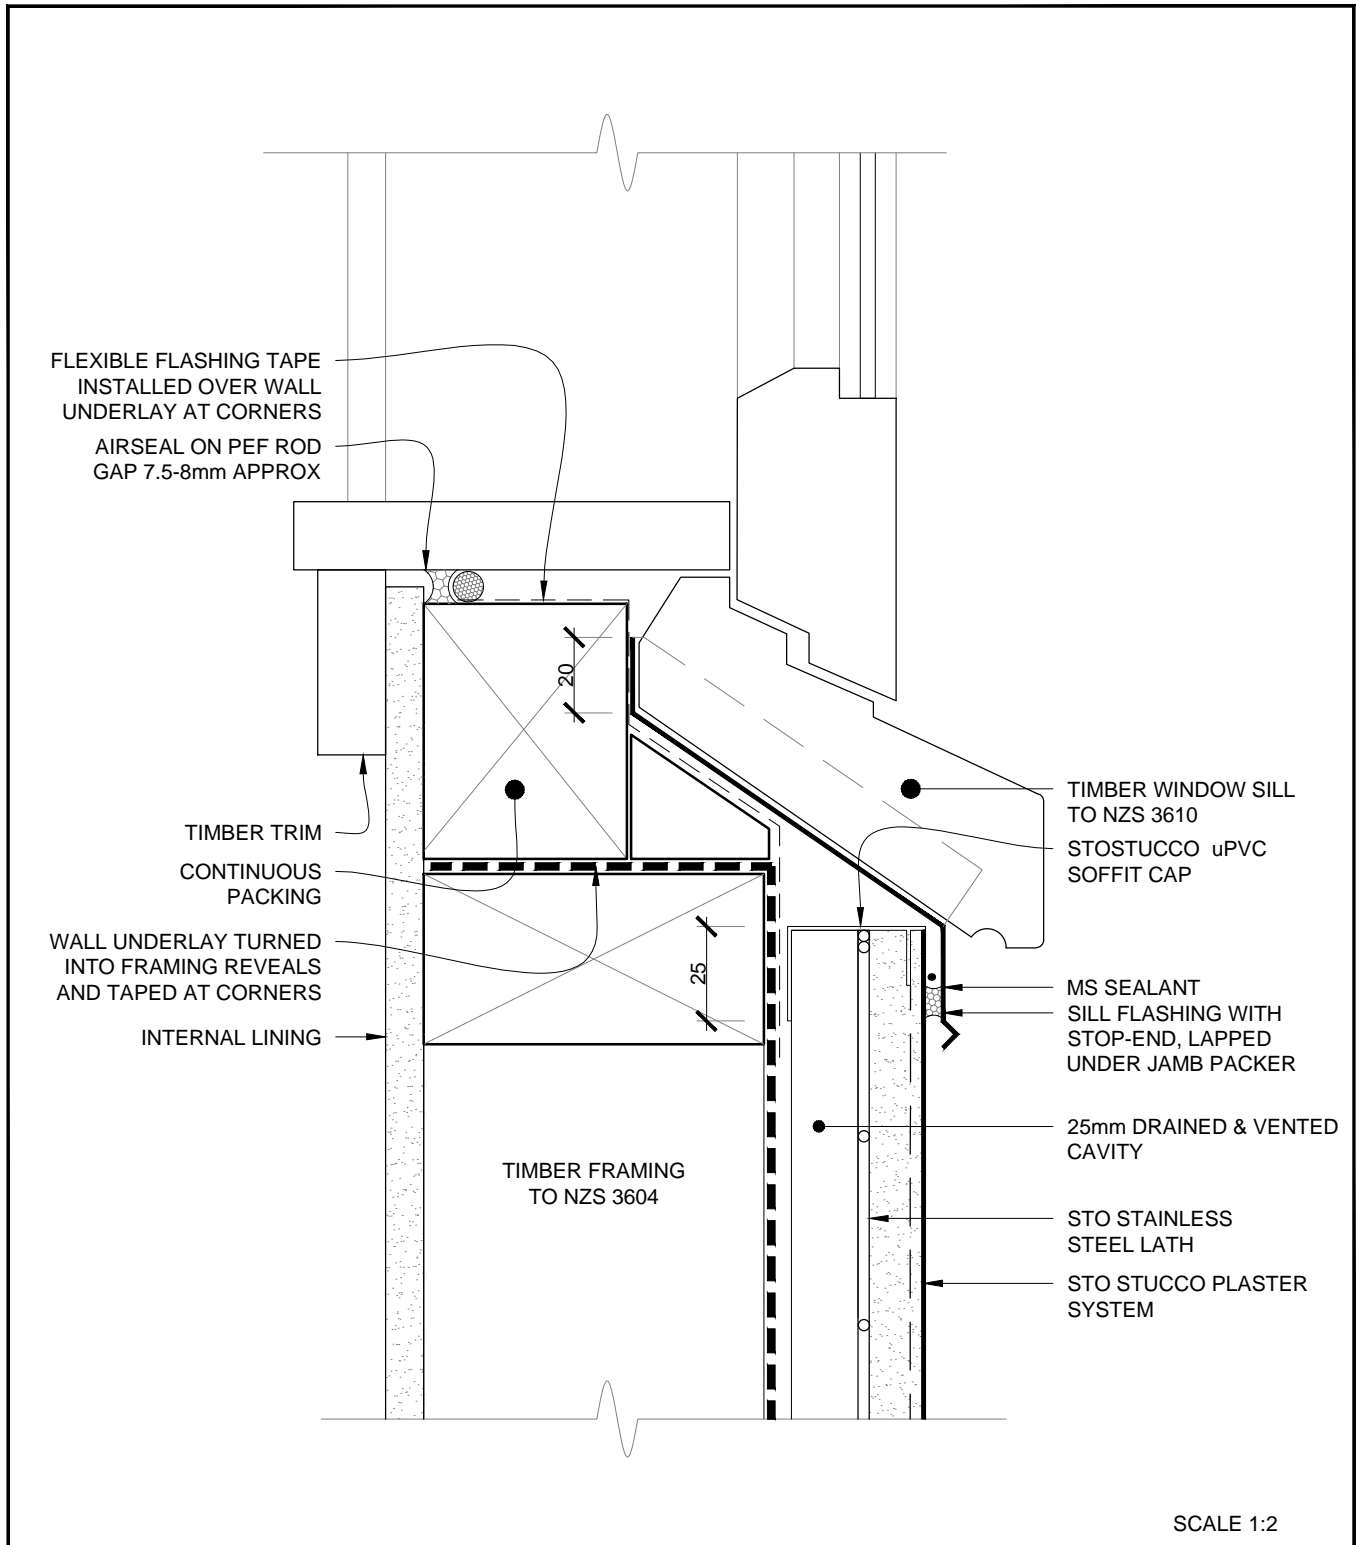 FLEXIBLE FLASHING TAPE
INSTALLED OVER WALL
UNDERLAY AT CORNERS
AIRSEAL ON PEF ROD
GAP 7.5-8mm APPROX
20
TIMBER TRIM
CONTINUOUS
PACKING
WALL UNDERLAY TURNED
INTO FRAMING REVEALS
AND TAPED AT CORNERS
INTERNAL LINING
25
TIMBER FRAMING
TO NZS 3604
TIMBER WINDOW SILL
TO NZS 3610
STOSTUCCO uPVC
SOFFIT CAP
MS SEALANT
SILL FLASHING WITH
STOP-END, LAPPED
UNDER JAMB PACKER
25mm DRAINED & VENTED
CAVITY
STO STAINLESS
STEEL LATH
STO STUCCO PLASTER
SYSTEM
SCALE 1:2